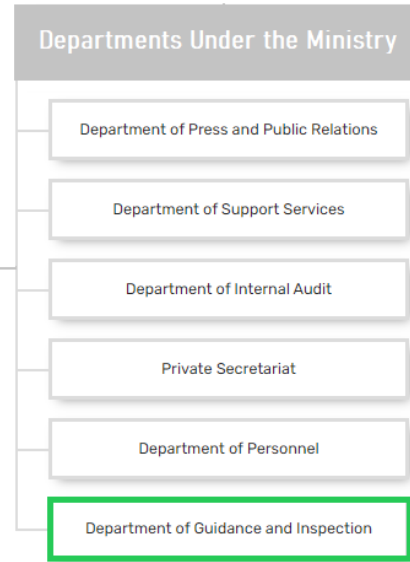 Departments Under the Ministry
Department of Press and Public Relations
Department of Support Services
Department of Internal Audit
Private Secretariat
Department of Personnel
Department of Guidance and Inspection